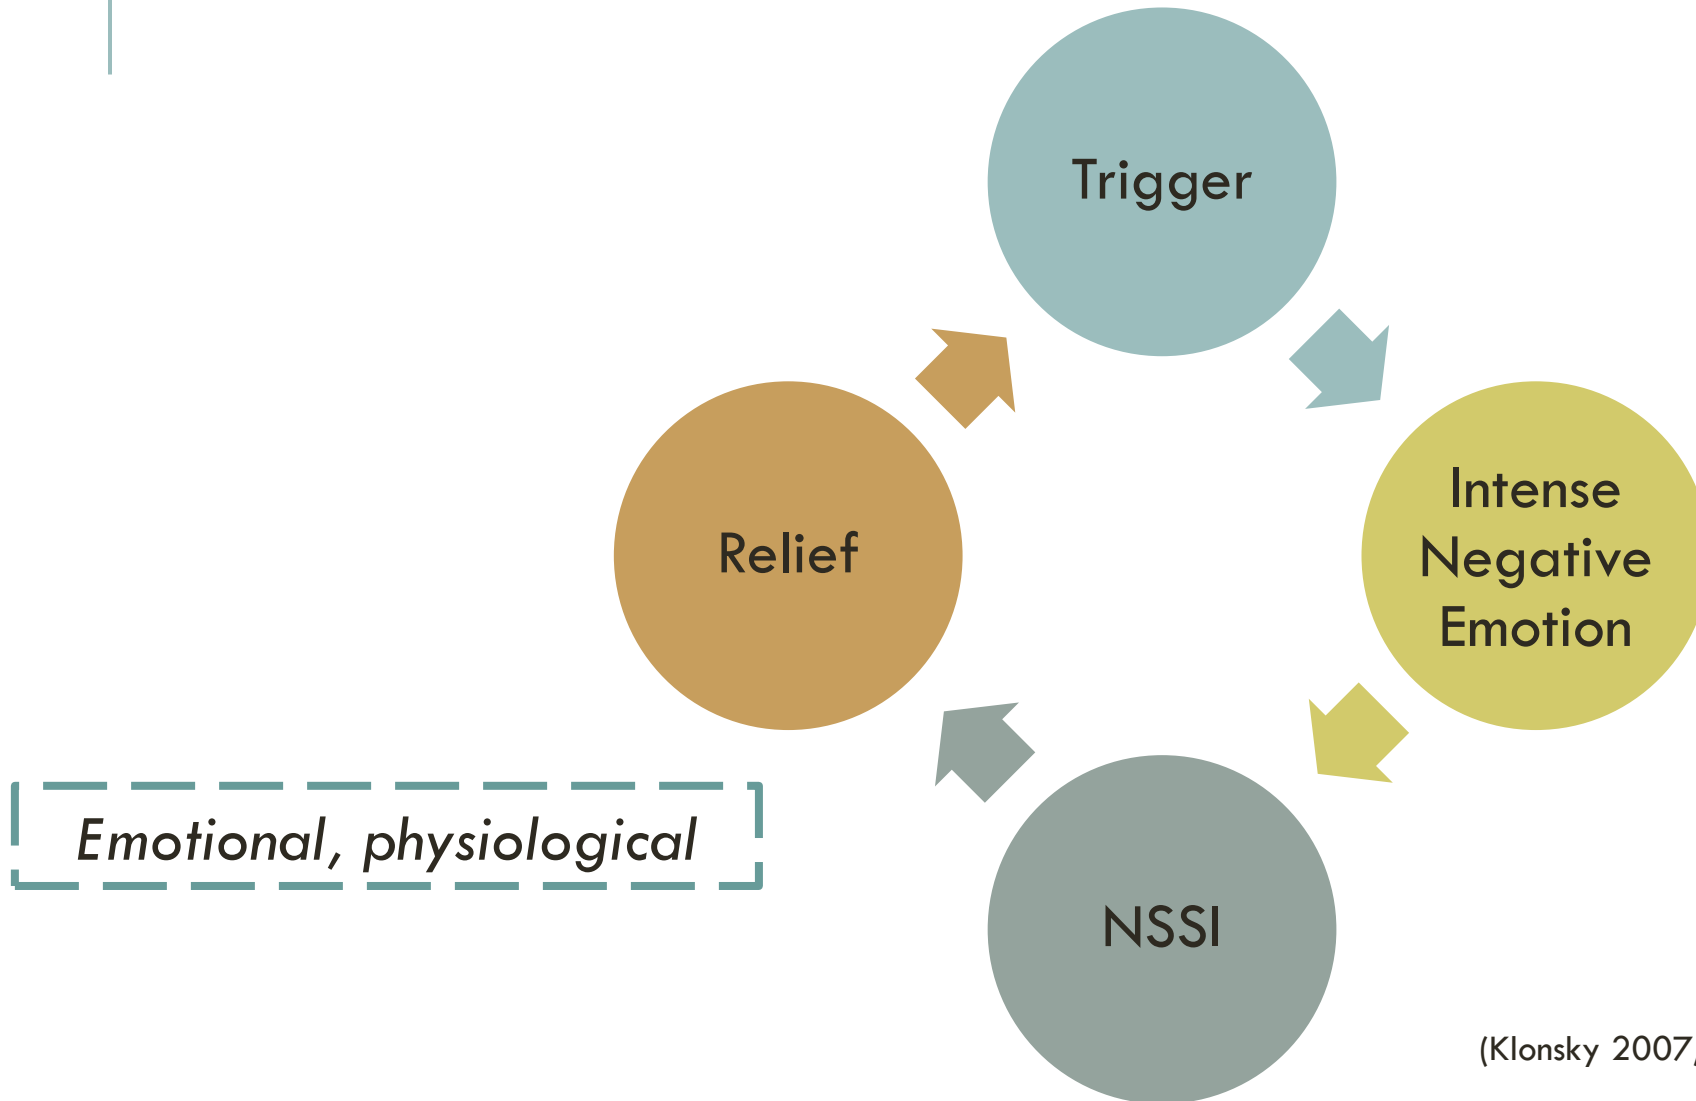 Trigger
Intense
Negative
Emotion
Relief
Emotional, physiological
NSSI
(Klonsky 2007,